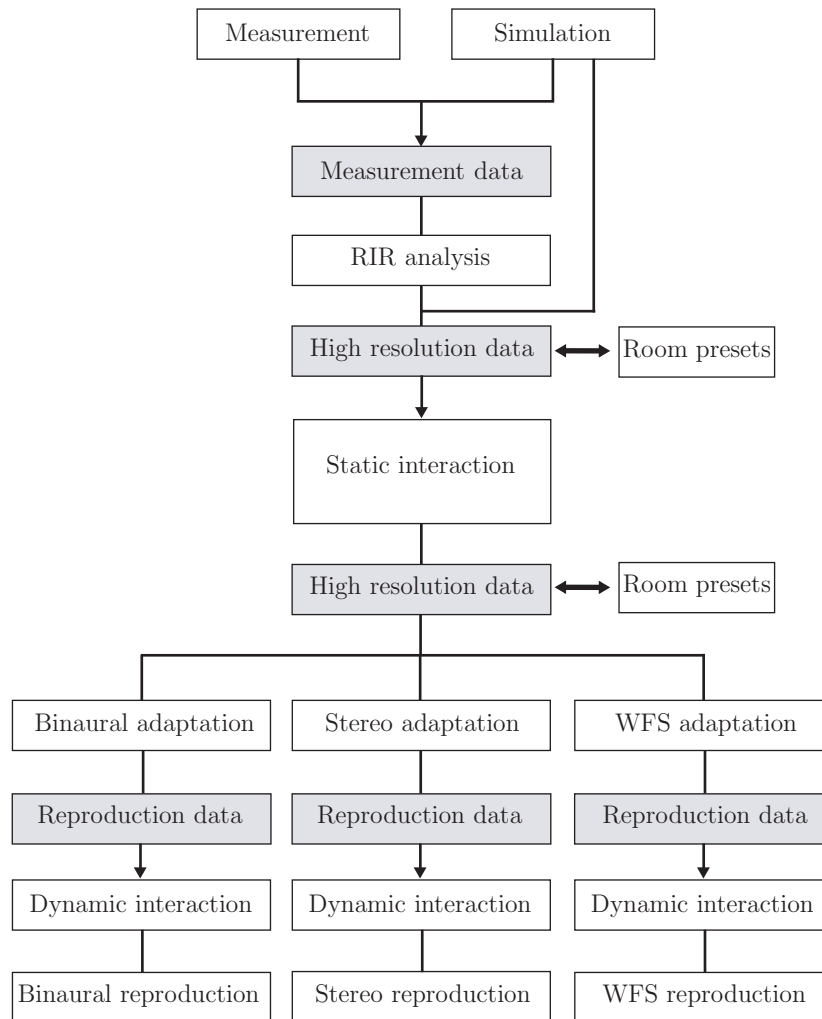 Measurement
Simulation
Measurement data
RIR analysis
High resolution data
Room presets
Static interaction
High resolution data
Room presets
Binaural adaptation
Stereo adaptation
WFS adaptation
Reproduction data
Reproduction data
Reproduction data
Dynamic interaction
Dynamic interaction
Dynamic interaction
Binaural reproduction
Stereo reproduction
WFS reproduction